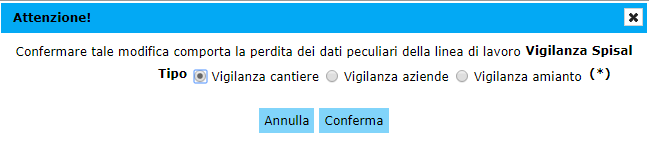 Attenzione!
Confermare tale modifica comporta la perdita dei dati peculiari della linea di lavoro Vigilanza Spisal
Tipo Vigilanza cantiere Vigilanza aziende Vigilanza amianto (*)
Annulla Conferma